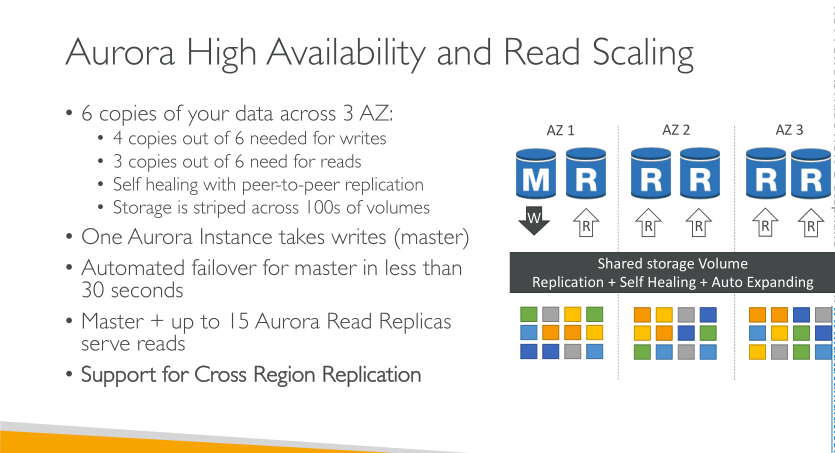 Aurora High Availability and Read Scaling
• 6 copies of your data across 3 AZ:
• 4 copies out of 6 needed for writes
• 3 copies out of 6 need for reads
• Self healing with peer-to-peer replication
• Storage is striped across 100s of volumes
• One Aurora Instance takes writes (master)
• Automated failover for master in less than
30 seconds
• Master + up to 15 Aurora Read Replicas
serve reads
• Support for Cross Region Replication
AZ 1 AZ 2 AZ 3
M R R R R R
W R R R R R
Shared storage Volume
Replication + Self Healing + Auto Expanding